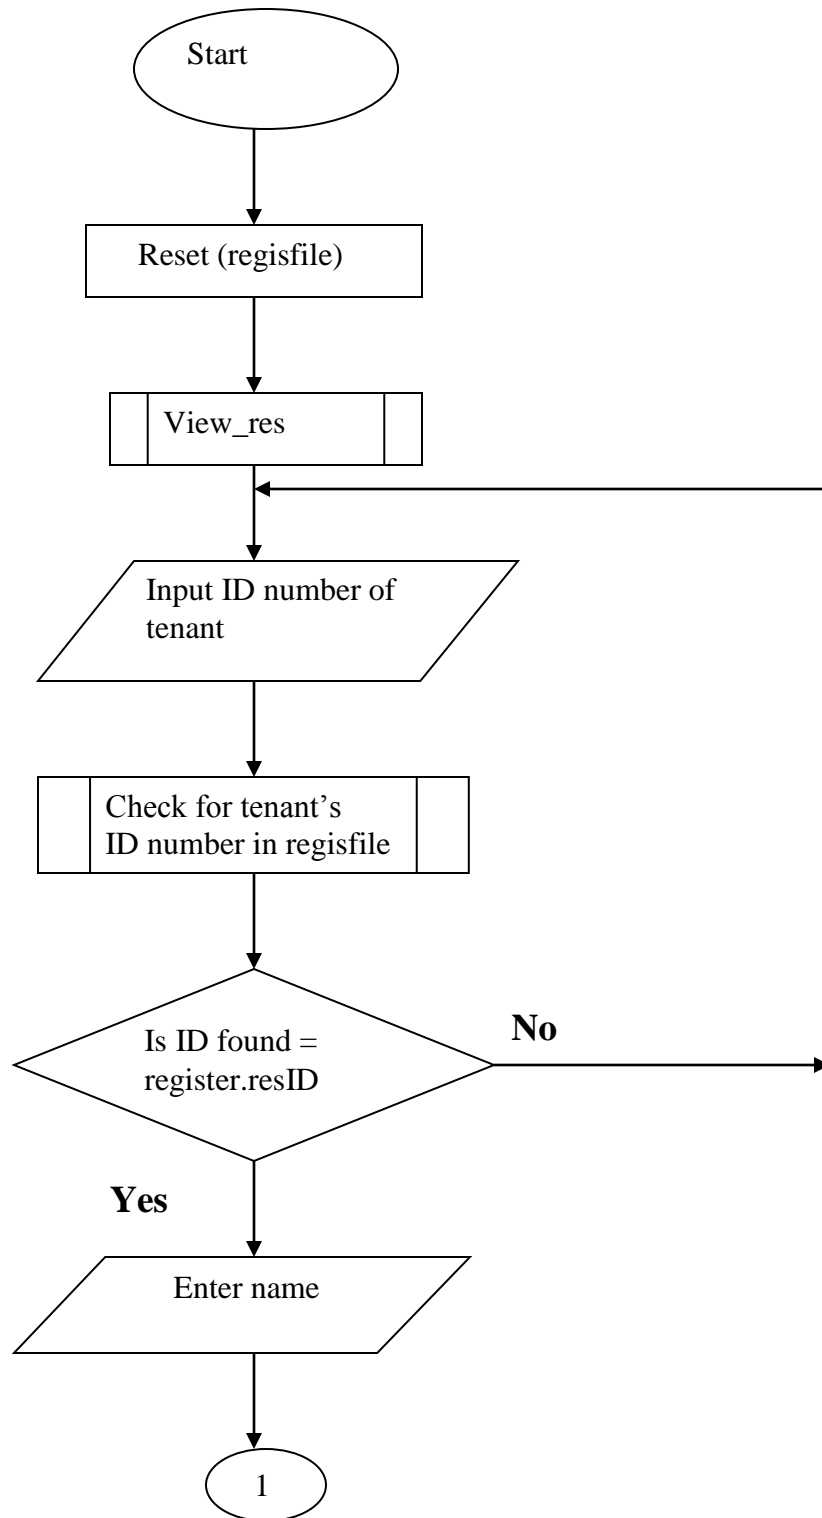 Start
Reset (regisfile)
View_res
Input ID number of
tenant
Check for tenant’s
ID number in regisfile
Is ID found =
register.resID
No
Yes
Enter name
1